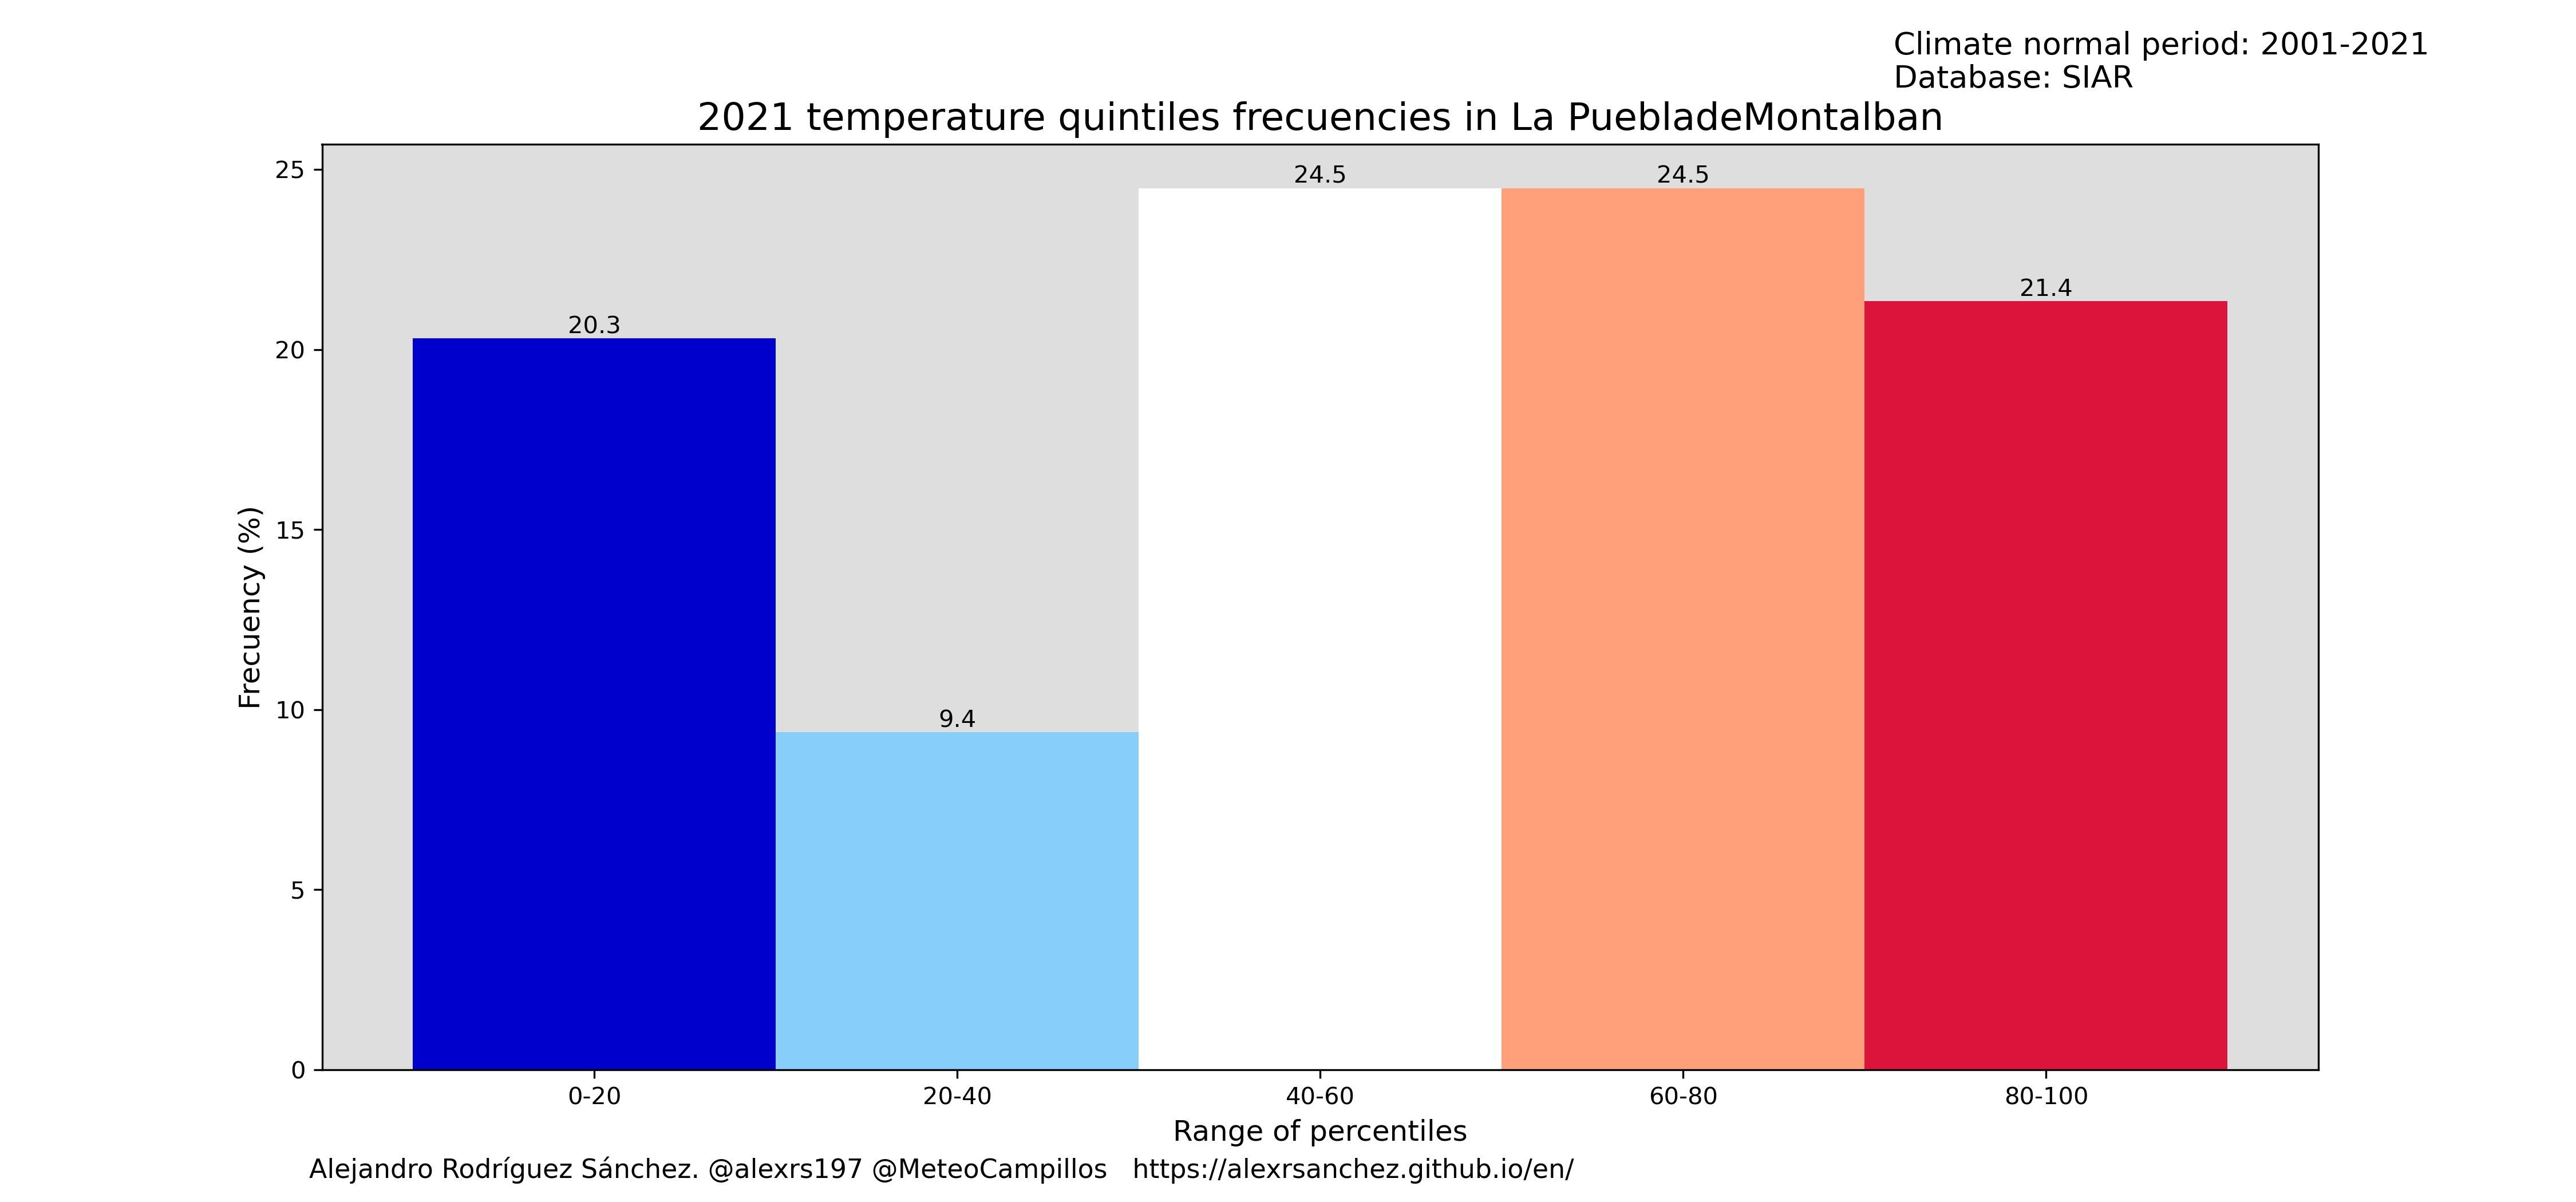 Climate normal period: 2001-2021
Database: SIAR
2021 temperature quintiles frecuencies in La PuebladeMontalban
25
20
15
10
5
0
Frecuency (%)
20.3
9.4
24.5
24.5
21.4
0-20
20-40
40-60
60-80
80-100
Range of percentiles
Alejandro Rodríguez Sánchez. @alexrs197 @MeteoCampillos https://alexrsanchez.github.io/en/